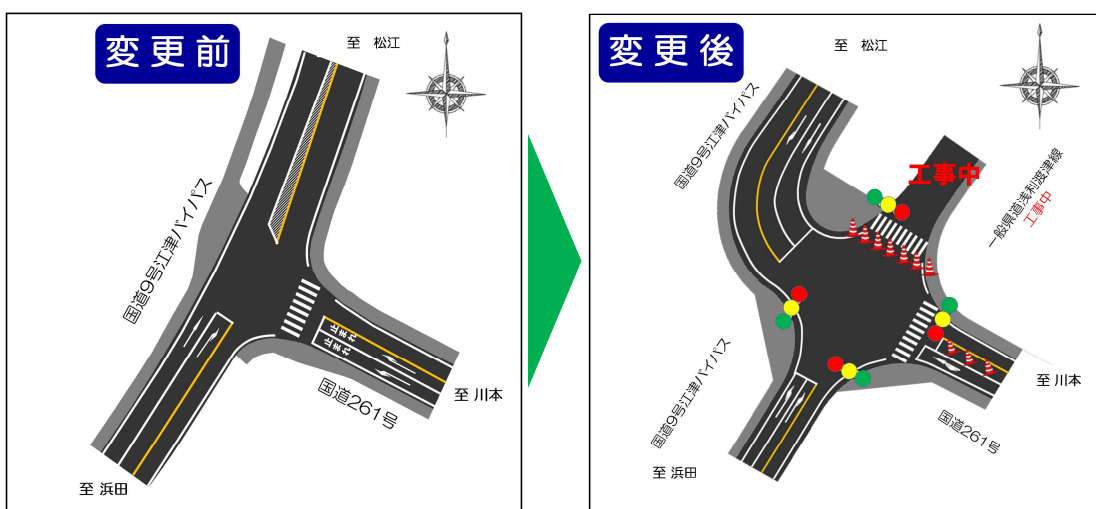 変更前
至 松江
国道9号江津バイパス
止まれ
止まれ
国道261号
至 川本
至 浜田
変更後
至 松江
国道9号江津バイパス
工事中
一般県道浅利渡津線
工事中
国道9号江津バイパス
至 川本
国道261号
至 浜田